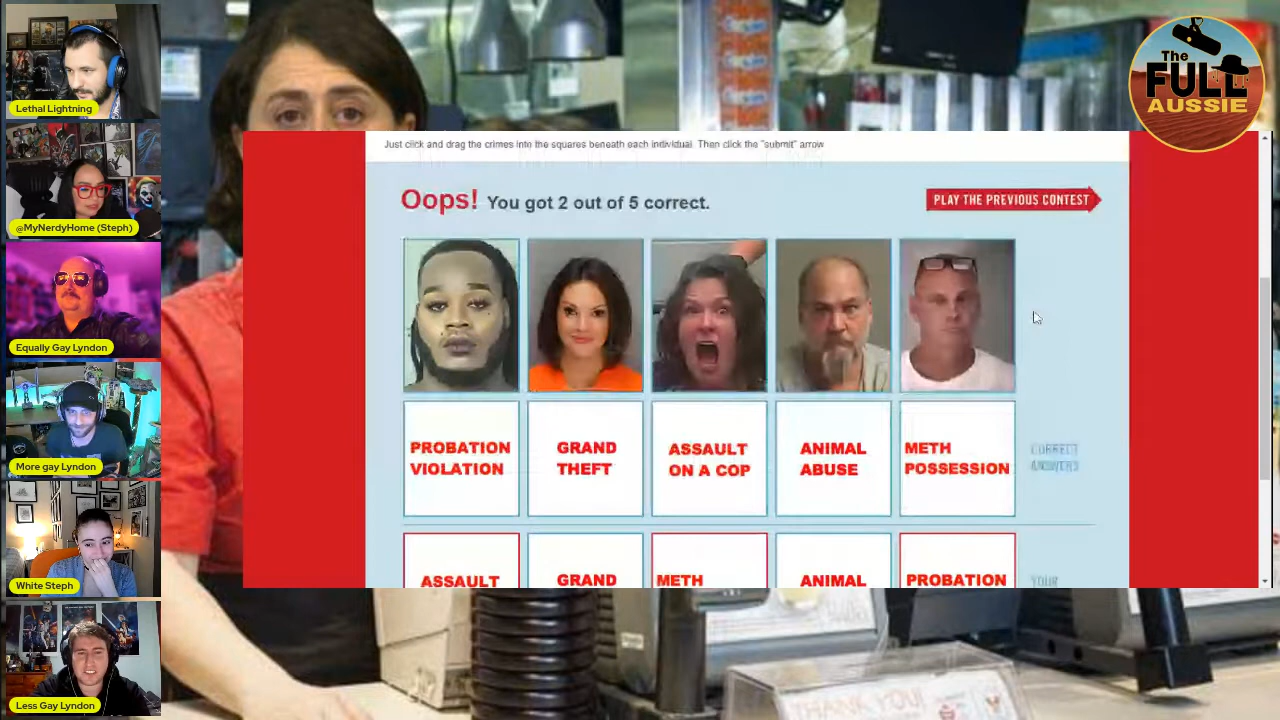 The
FULL
AUSSIE
Lethal Lightning
@MyNerdyHome (Steph)
Equally Gay Lyndon
More gay Lyndon
White Steph
Less Gay Lyndon
Just click and drag the crimes into the squares beneath each individual. Then click the "submit" arrow
Oops! You got 2 out of 5 correct.
PLAY THE PREVIOUS CONTEST
PROBATION
VIOLATION
GRAND
THEFT
ASSAULT
ON A COP
ANIMAL
ABUSE
METH
POSSESSION
CORRECT
ANSWERS
ASSAULT
GRAND
METH
ANIMAL
PROBATION
YOUR
THANK YOU